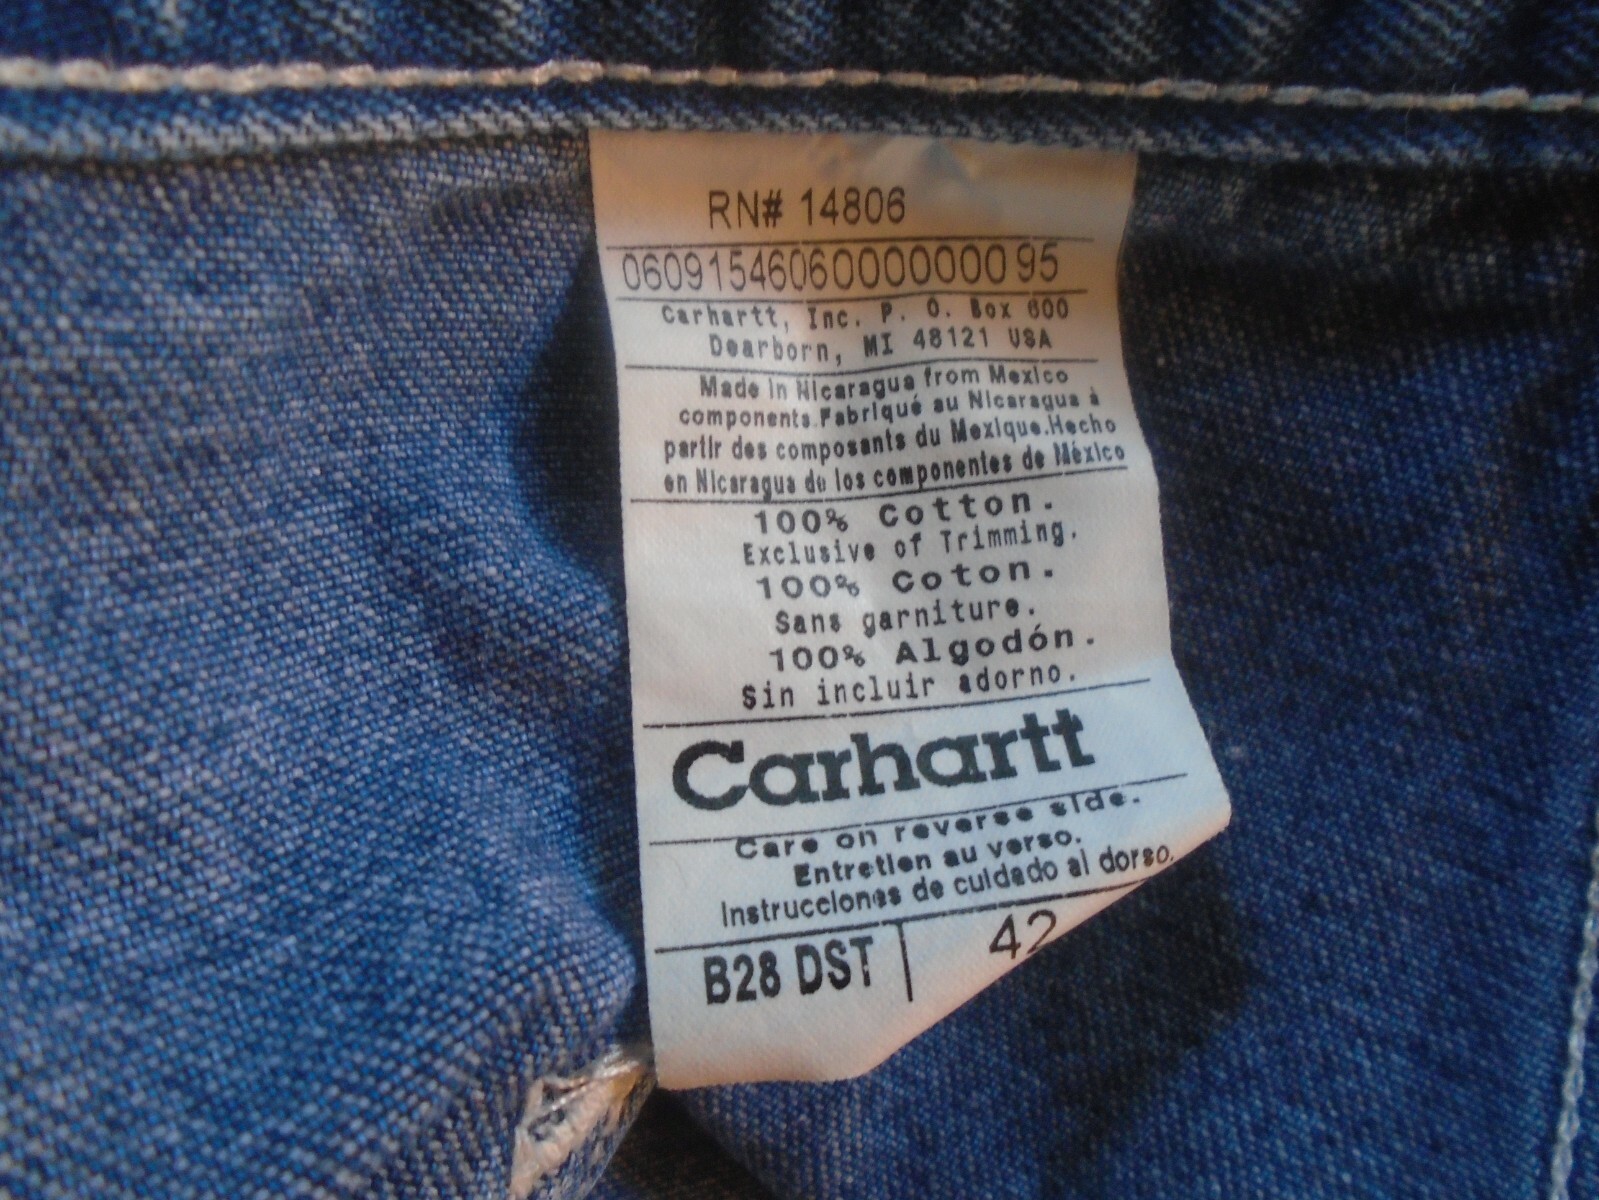 RN# 14806
06091546060000000095
Carhartt, Inc. P. O. Box 600
Dearborn, MI 48121 USA
Made in Nicaragua from Mexico
components.Fabriqué au Nicaragua à
partir des composants du Mexique.Hecho
en Nicaragua de los componentes de México
100% Cotton.
Exclusive of Trimming.
100% Coton.
Sans garniture.
100% Algodón.
Sin incluir adorno.
Carhartt
Care on reverse side.
Entretien au verso.
Instrucciones de cuidado al dorso.
B28 DST | 42